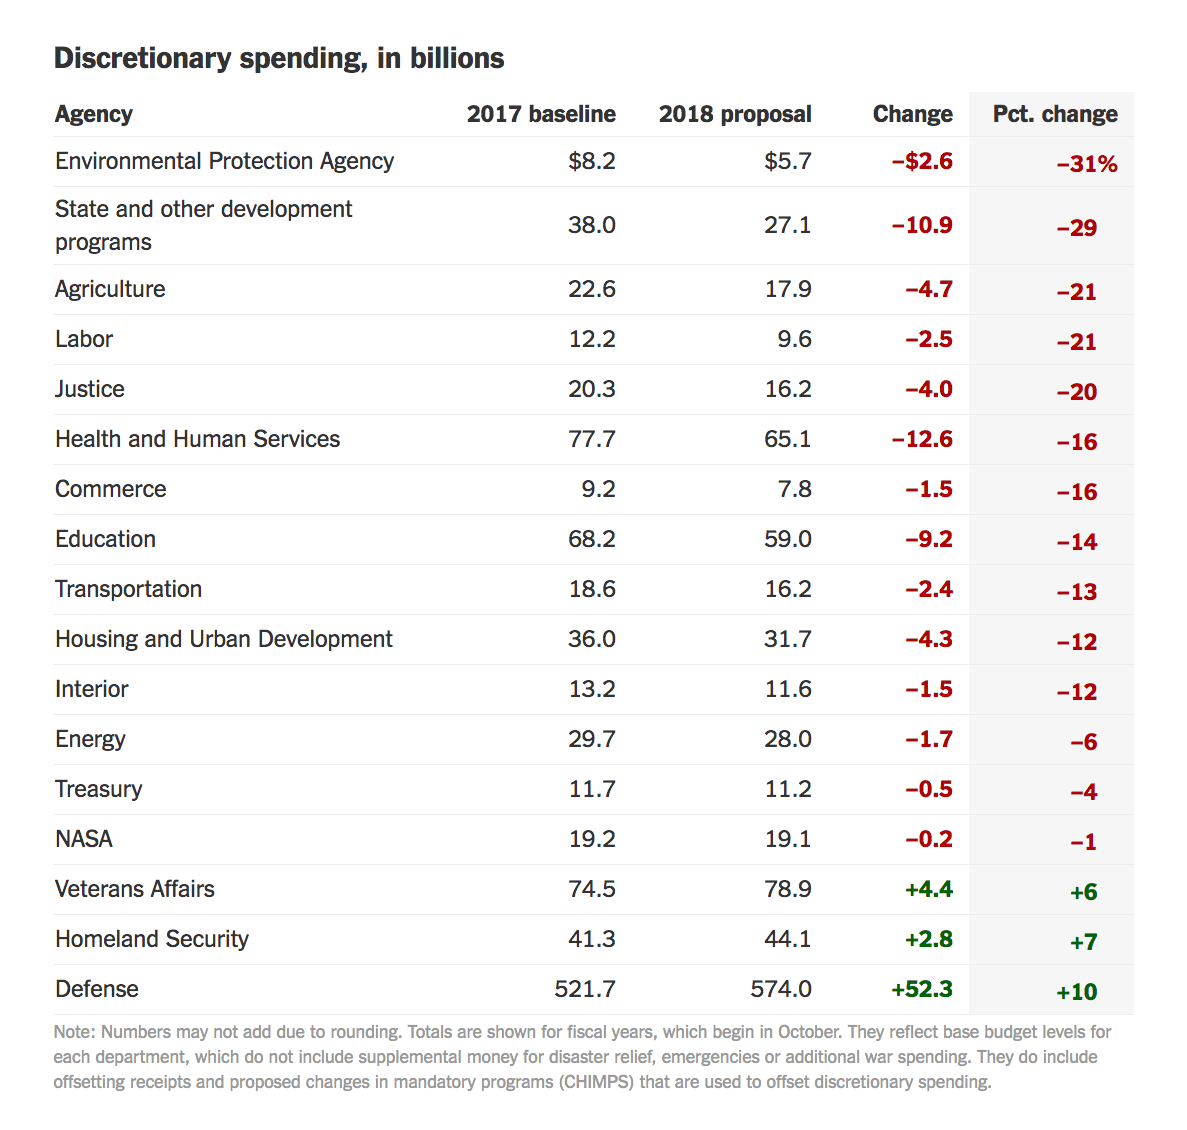 Discretionary spending, in billions
Agency 2017 baseline 2018 proposal Change Pct. change
Environmental Protection Agency $8.2 $5.7 –$2.6 –31%
State and other development
programs 38.0 27.1 –10.9 –29
Agriculture 22.6 17.9 –4.7 –21
Labor 12.2 9.6 –2.5 –21
Justice 20.3 16.2 –4.0 –20
Health and Human Services 77.7 65.1 –12.6 –16
Commerce 9.2 7.8 –1.5 –16
Education 68.2 59.0 –9.2 –14
Transportation 18.6 16.2 –2.4 –13
Housing and Urban Development 36.0 31.7 –4.3 –12
Interior 13.2 11.6 –1.5 –12
Energy 29.7 28.0 –1.7 –6
Treasury 11.7 11.2 –0.5 –4
NASA 19.2 19.1 –0.2 –1
Veterans Affairs 74.5 78.9 +4.4 +6
Homeland Security 41.3 44.1 +2.8 +7
Defense 521.7 574.0 +52.3 +10
Note: Numbers may not add due to rounding. Totals are shown for fiscal years, which begin in October. They reflect base budget levels for
each department, which do not include supplemental money for disaster relief, emergencies or additional war spending. They do include
offsetting receipts and proposed changes in mandatory programs (CHIMPS) that are used to offset discretionary spending.